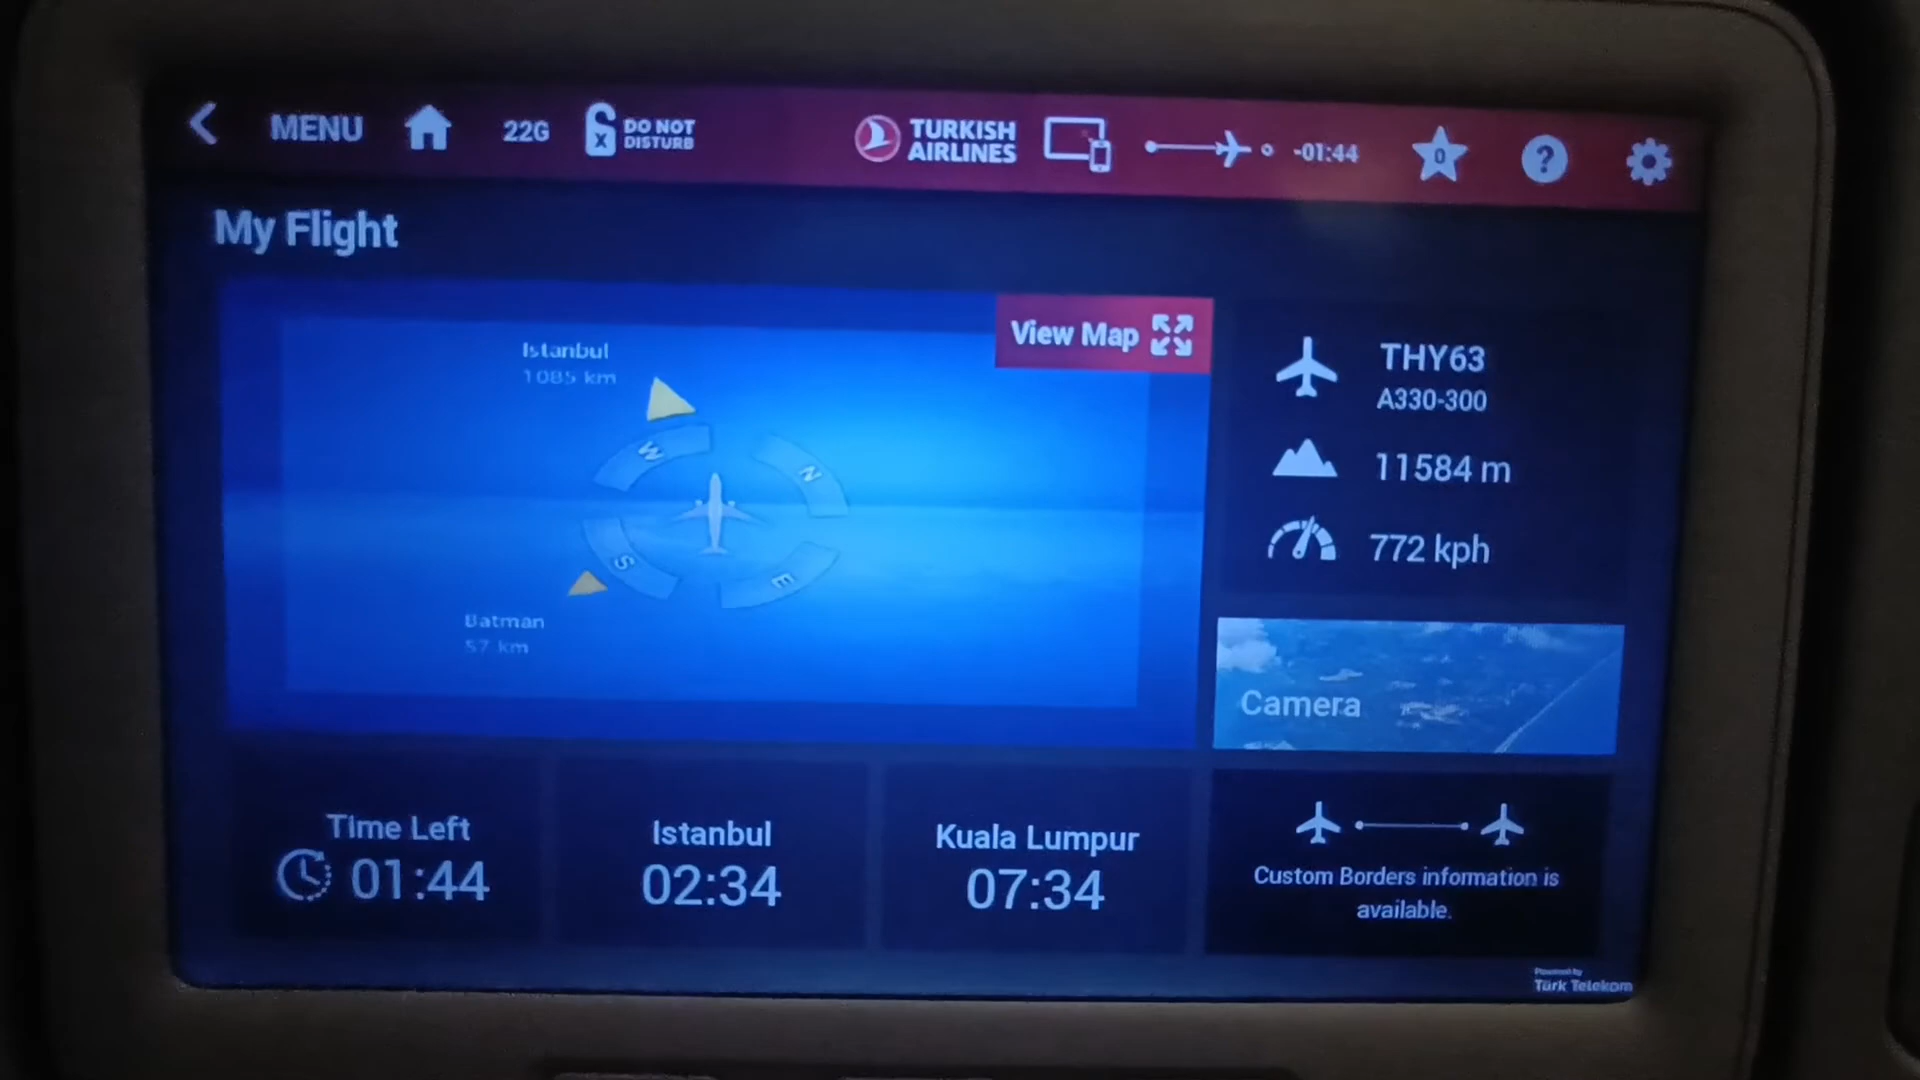 MENU
22G
x
DO NOT
DISTURB
TURKISH
AIRLINES
-01:44
0
?
My Flight
View Map
Istanbul
1085 km
W
N
S
E
Batman
57 km
THY63
A330-300
11584 m
772 kph
Camera
Time Left
01:44
Istanbul
02:34
Kuala Lumpur
07:34
Custom Borders information is
available.
Powered by
Türk Telekom